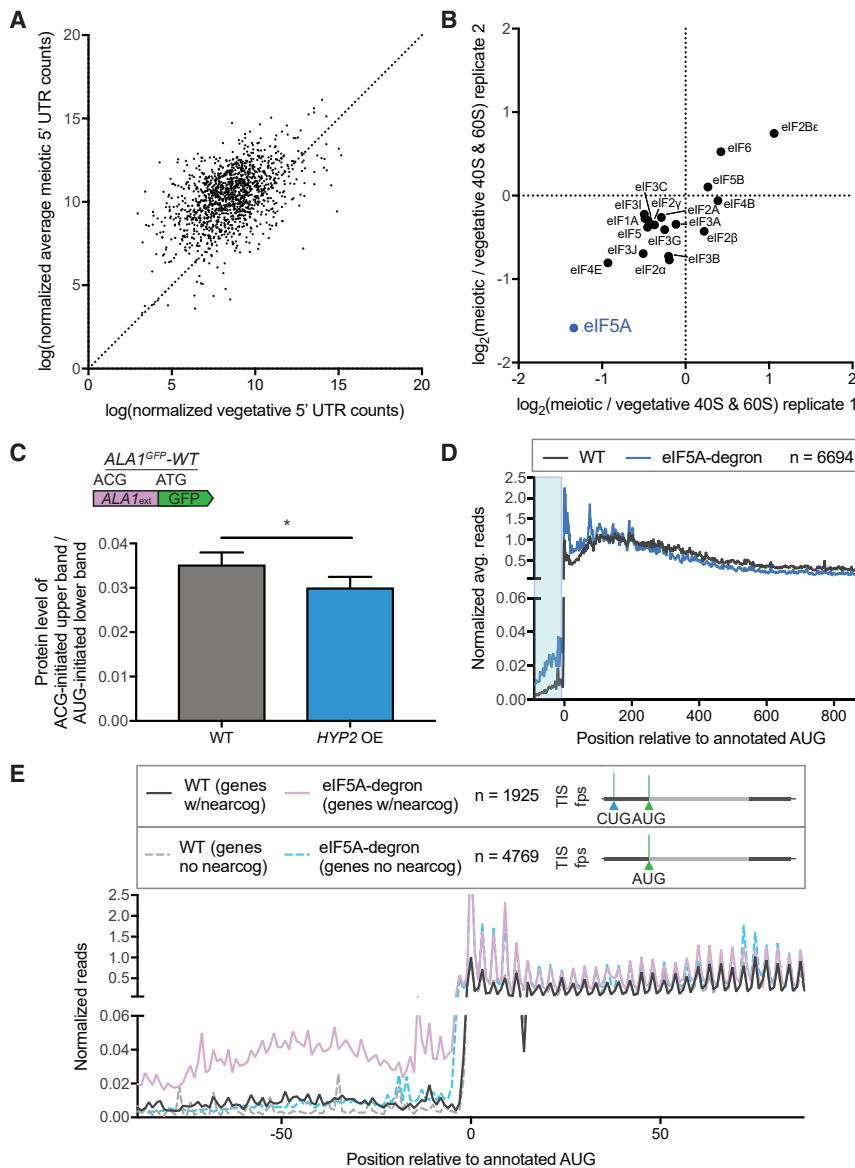 A
20
15
10
5
0
0
5
10
15
20
log(normalized average meiotic 5' UTR counts)
log(normalized vegetative 5' UTR counts)
B
2
1
0
-1
-2
-2
-1
0
1
2
log2(meiotic / vegetative 40S & 60S) replicate 2
log2(meiotic / vegetative 40S & 60S) replicate 1
eIF2Bε
eIF6
eIF5B
eIF4B
eIF3C
eIF2γ
eIF3I
eIF2A
eIF1A
eIF3A
eIF5
eIF3G
eIF2β
eIF3J
eIF3B
eIF4E
eIF2α
eIF5A
C
ALA1GFP-WT
ACG ATG
ALA1ext GFP
*
0.04
0.03
0.02
0.01
0.00
Protein level of
ACG-initiated upper band /
AUG-initiated lower band
WT
HYP2 OE
D
WT eIF5A-degron n = 6694
2.5
2.0
1.5
1.0
0.5
0.06
0.04
0.02
0.00
Normalized avg. reads
0
200
400
600
800
Position relative to annotated AUG
E
WT (genes
w/nearcog)
eIF5A-degron
(genes w/nearcog)
n = 1925
TIS
fps
CUG AUG
WT (genes
no nearcog)
eIF5A-degron
(genes no nearcog)
n = 4769
TIS
fps
AUG
2.5
2.0
1.5
1.0
0.5
0.06
0.04
0.02
0.00
Normalized reads
-50
0
50
Position relative to annotated AUG